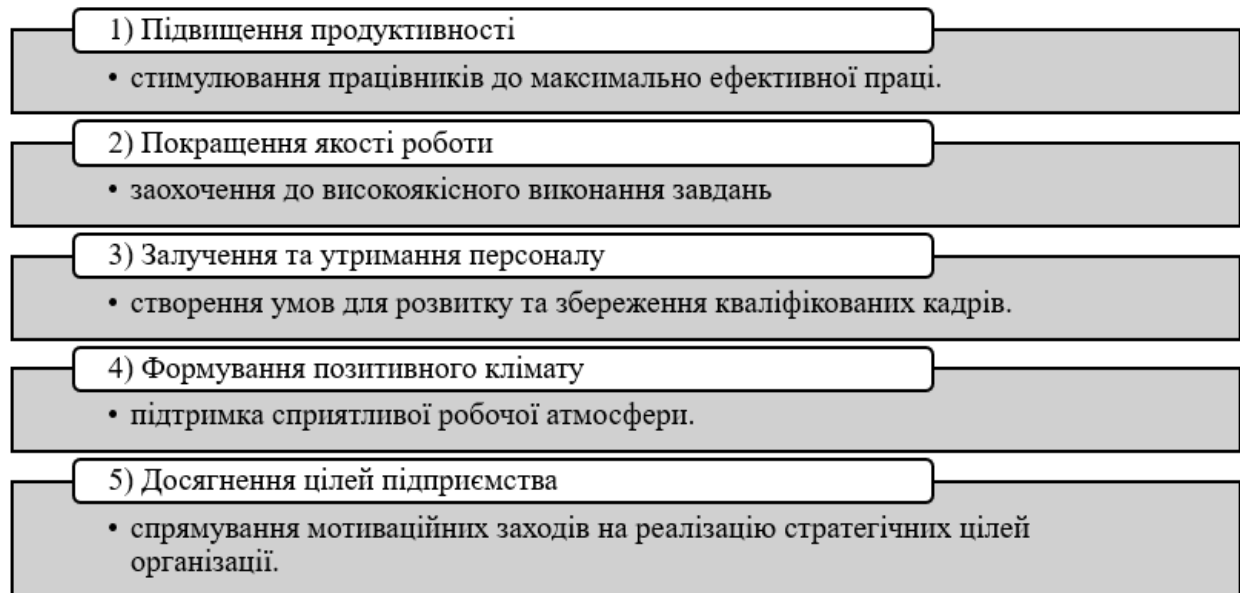 1) Підвищення продуктивності
• стимулювання працівників до максимально ефективної праці.
2) Покращення якості роботи
• заохочення до високоякісного виконання завдань
3) Залучення та утримання персоналу
• створення умов для розвитку та збереження кваліфікованих кадрів.
4) Формування позитивного клімату
• підтримка сприятливої робочої атмосфери.
5) Досягнення цілей підприємства
• спрямування мотиваційних заходів на реалізацію стратегічних цілей
організації.